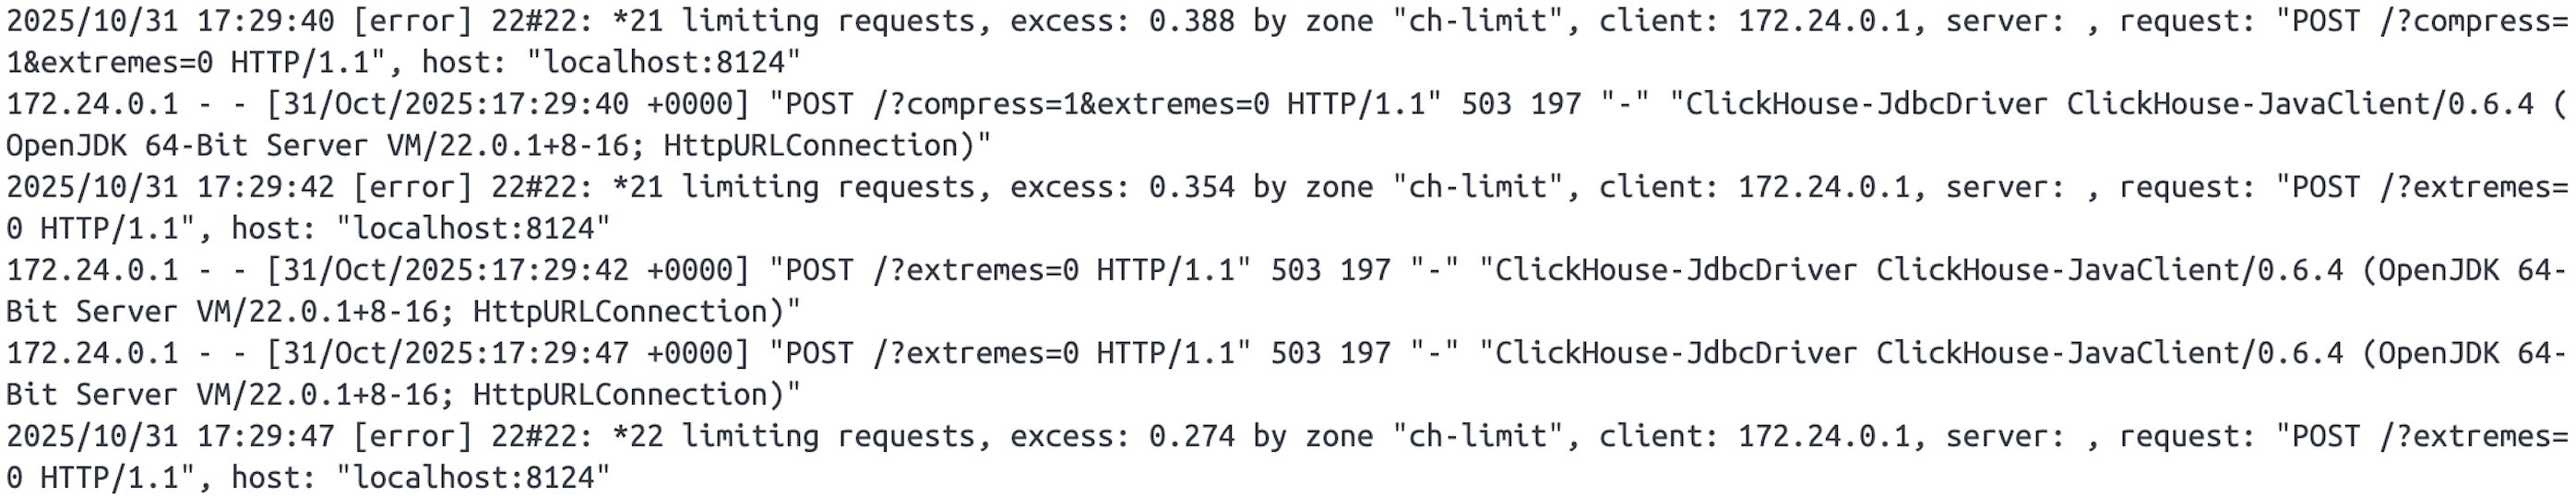 2025/10/31 17:29:40 [error] 22#22: *21 limiting requests, excess: 0.388 by zone "ch-limit", client: 172.24.0.1, server: , request: "POST /?compress=
1&extremes=0 HTTP/1.1", host: "localhost:8124"
172.24.0.1 - - [31/Oct/2025:17:29:40 +0000] "POST /?compress=1&extremes=0 HTTP/1.1" 503 197 "-" "ClickHouse-JdbcDriver ClickHouse-JavaClient/0.6.4 (
OpenJDK 64-Bit Server VM/22.0.1+8-16; HttpURLConnection)"
2025/10/31 17:29:42 [error] 22#22: *21 limiting requests, excess: 0.354 by zone "ch-limit", client: 172.24.0.1, server: , request: "POST /?extremes=
0 HTTP/1.1", host: "localhost:8124"
172.24.0.1 - - [31/Oct/2025:17:29:42 +0000] "POST /?extremes=0 HTTP/1.1" 503 197 "-" "ClickHouse-JdbcDriver ClickHouse-JavaClient/0.6.4 (OpenJDK 64-
Bit Server VM/22.0.1+8-16; HttpURLConnection)"
172.24.0.1 - - [31/Oct/2025:17:29:47 +0000] "POST /?extremes=0 HTTP/1.1" 503 197 "-" "ClickHouse-JdbcDriver ClickHouse-JavaClient/0.6.4 (OpenJDK 64-
Bit Server VM/22.0.1+8-16; HttpURLConnection)"
2025/10/31 17:29:47 [error] 22#22: *22 limiting requests, excess: 0.274 by zone "ch-limit", client: 172.24.0.1, server: , request: "POST /?extremes=
0 HTTP/1.1", host: "localhost:8124"